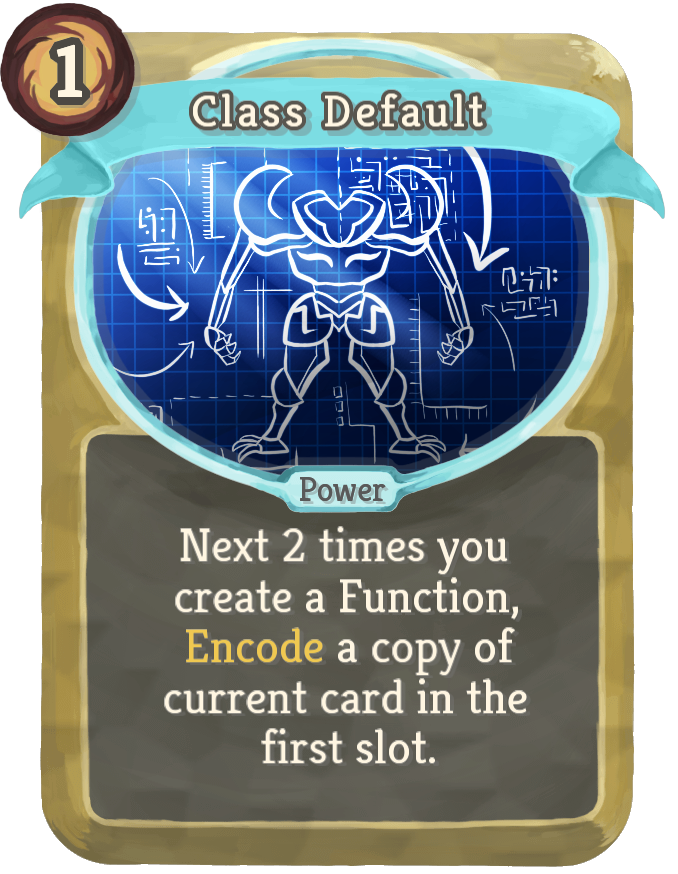 1
Class Default
Power
Next 2 times you
create a Function,
Encode a copy of
current card in the
first slot.